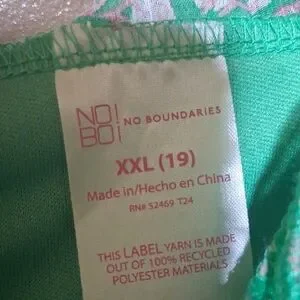 NO!
BO!
NO BOUNDARIES
XXL (19)
Made in/Hecho en China
RN# 52469 T24
THIS LABEL YARN IS MADE
OUT OF 100% RECYCLED
POLYESTER MATERIALS